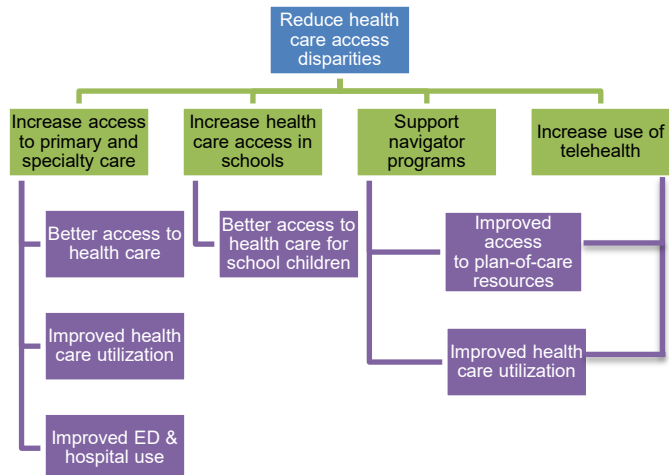 Reduce health
care access
disparities
Increase access
to primary and
specialty care
Increase health
care access in
schools
Support
navigator
programs
Increase use of
telehealth
Better access to
health care
Better access to
health care for
school children
Improved
access
to plan-of-care
resources
Improved health
care utilization
Improved health
care utilization
Improved ED &
hospital use